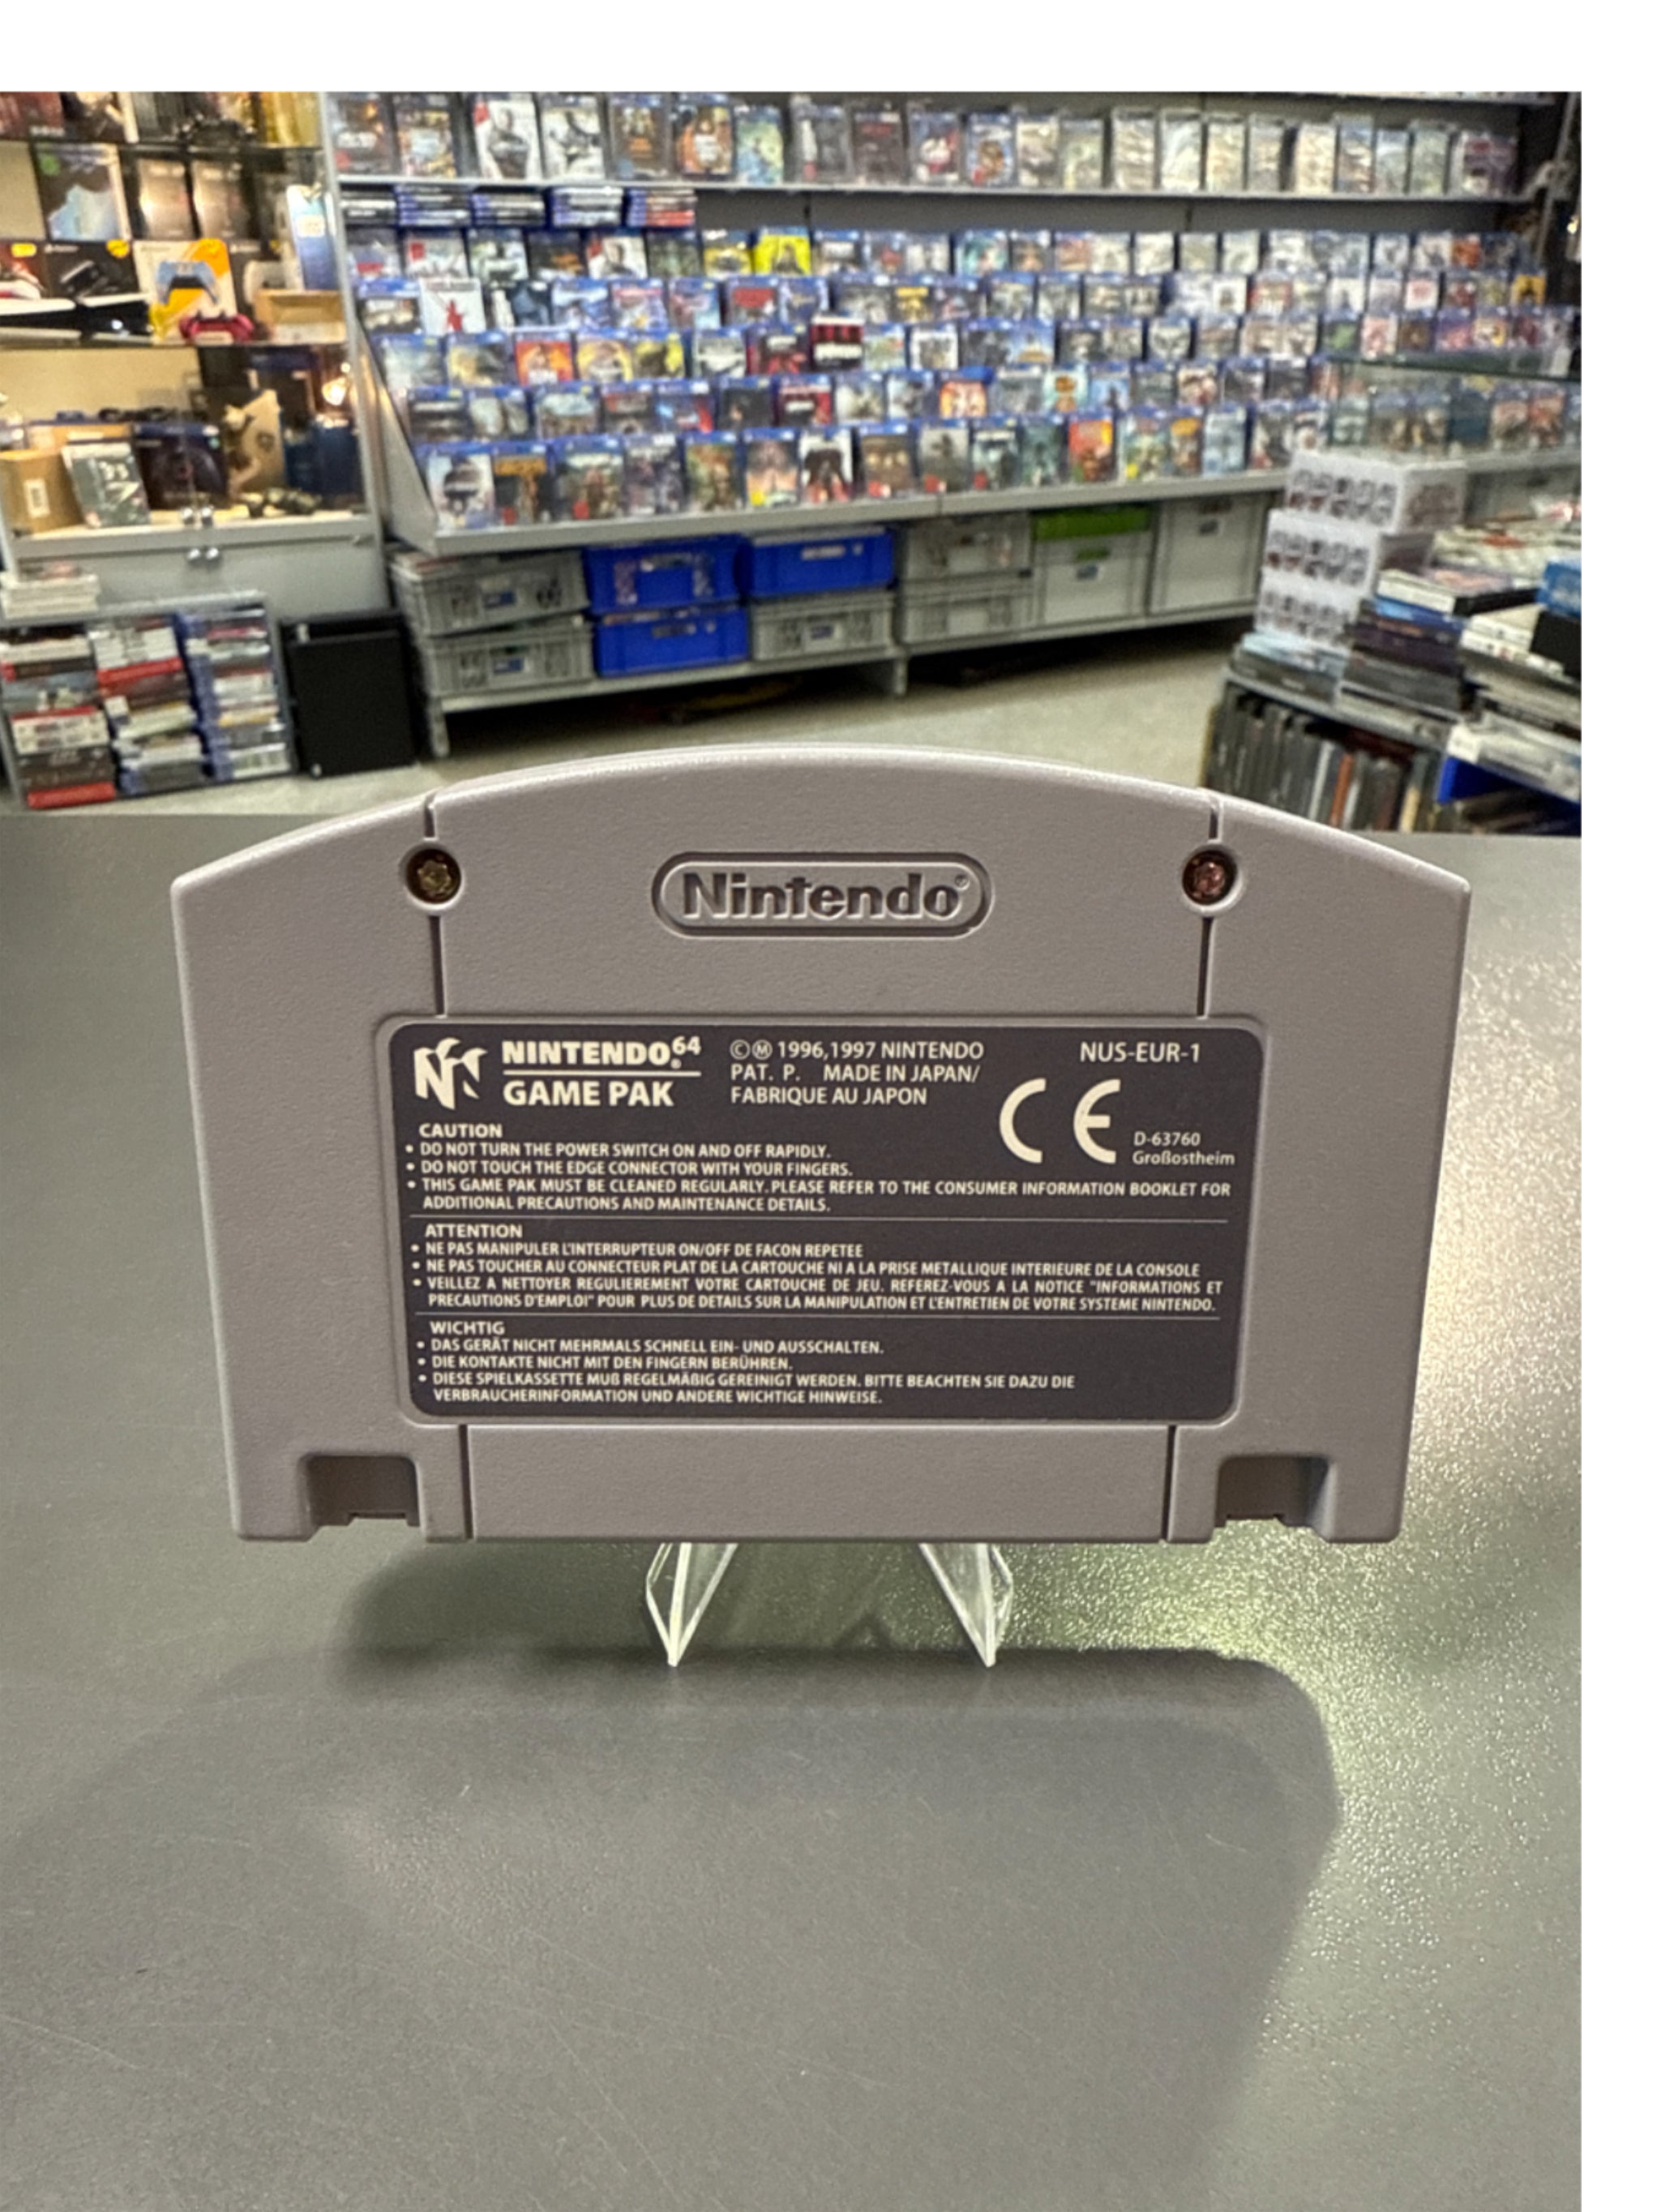 Nintendo®
NINTENDO⁶⁴®
GAME PAK
©Ⓜ 1996,1997 NINTENDO
PAT. P. MADE IN JAPAN/
FABRIQUE AU JAPON
NUS-EUR-1
CE
D-63760
Großostheim
CAUTION
• DO NOT TURN THE POWER SWITCH ON AND OFF RAPIDLY.
• DO NOT TOUCH THE EDGE CONNECTOR WITH YOUR FINGERS.
• THIS GAME PAK MUST BE CLEANED REGULARLY. PLEASE REFER TO THE CONSUMER INFORMATION BOOKLET FOR
ADDITIONAL PRECAUTIONS AND MAINTENANCE DETAILS.
ATTENTION
• NE PAS MANIPULER L'INTERRUPTEUR ON/OFF DE FACON REPETEE
• NE PAS TOUCHER AU CONNECTEUR PLAT DE LA CARTOUCHE NI A LA PRISE METALLIQUE INTERIEURE DE LA CONSOLE
• VEILLEZ A NETTOYER REGULIEREMENT VOTRE CARTOUCHE DE JEU. REFEREZ-VOUS A LA NOTICE "INFORMATIONS ET
PRECAUTIONS D'EMPLOI" POUR PLUS DE DETAILS SUR LA MANIPULATION ET L'ENTRETIEN DE VOTRE SYSTEME NINTENDO.
WICHTIG
• DAS GERÄT NICHT MEHRMALS SCHNELL EIN- UND AUSSCHALTEN.
• DIE KONTAKTE NICHT MIT DEN FINGERN BERÜHREN.
• DIESE SPIELKASSETTE MUß REGELMÄßIG GEREINIGT WERDEN. BITTE BEACHTEN SIE DAZU DIE
VERBRAUCHERINFORMATION UND ANDERE WICHTIGE HINWEISE.